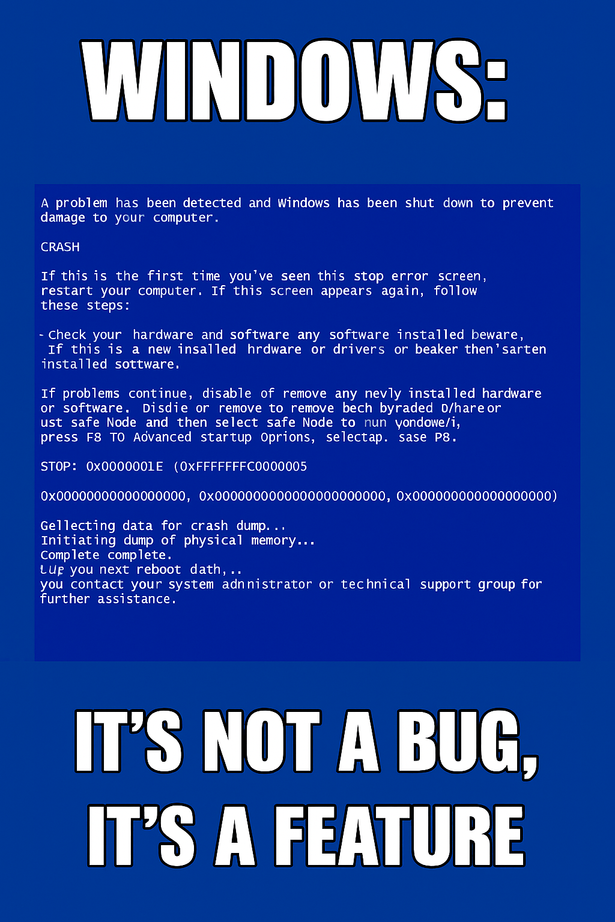 WINDOWS:
A problem has been detected and Windows has been shut down to prevent
damage to your computer.
CRASH
If this is the first time you've seen this stop error screen,
restart your computer. If this screen appears again, follow
these steps:
- Check your hardware and software any software installed beware,
If this is a new insalled hrdware or drivers or beaker then'sarten
installed sottware.
If problems continue, disable of remove any nevly installed hardware
or software. Disdie or remove to remove bech byraded D/hare or
ust safe Node and then select safe Node to nun yondowe/i,
press F8 TO Advanced startup Oprions, selectap. sase P8.
STOP: 0x0000001E (0xFFFFFFFC0000005
0x00000000000000000, 0x0000000000000000000000, 0x000000000000000000)
Gellecting data for crash dump...
Initiating dump of physical memory...
Complete complete.
you next reboot dath,..
you contact your system adnnistrator or technical support group for
further assistance.
IT'S NOT A BUG,
IT'S A FEATURE